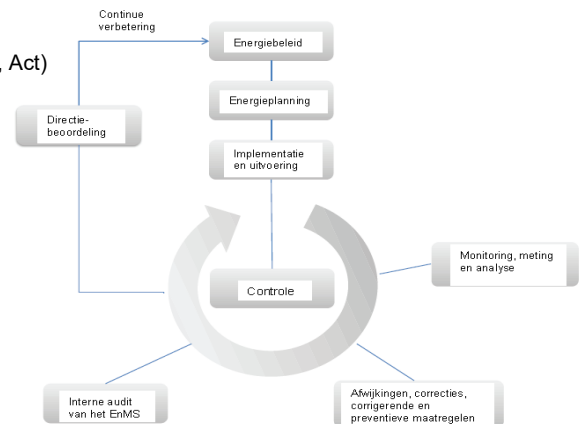 Continue
verbetering
, Act)
Energiebeleid
Energieplanning
Directie-
beoordeling
Implementatie
en uitvoering
Monitoring, meting
en analyse
Controle
Interne audit
van het EnMS
Afwijkingen, correcties,
corrigerende en
preventieve maatregelen